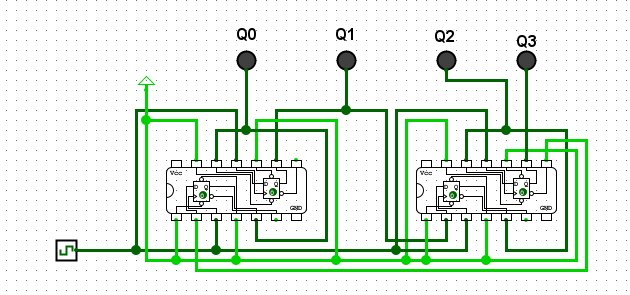 Q0 Q1 Q2 Q3
Vcc Vcc
GND GND